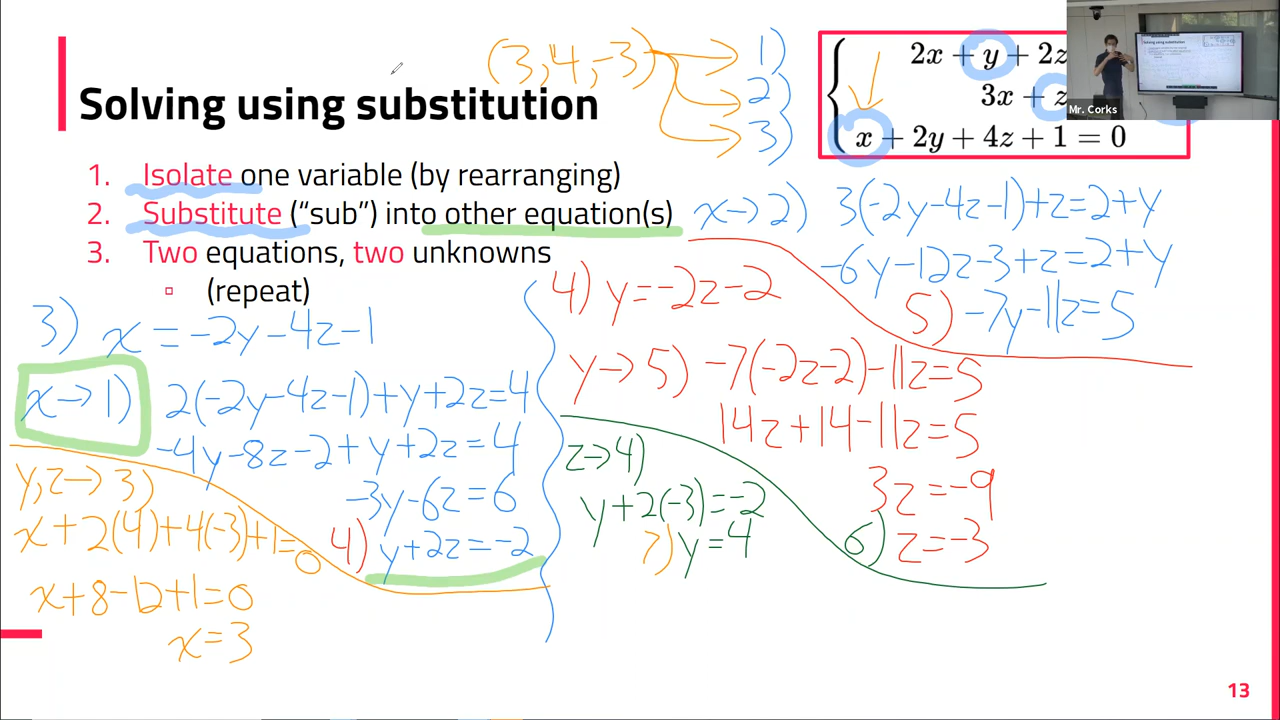 Solving using substitution
1. Isolate one variable (by rearranging)
2. Substitute ("sub") into other equation(s)
3. Two equations, two unknowns
▫ (repeat)
(3,4,-3)
1)
2)
3)
2x + y + 2z
3x + z
x + 2y + 4z + 1 = 0
Mr. Corks
3) x = -2y-4z-1
x→1) 2(-2y-4z-1)+y+2z=4
-4y-8z-2+y+2z=4
-3y-6z=6
4) y+2z=-2
x→2) 3(-2y-4z-1)+z=2+y
-6y-12z-3+z=2+y
5) -7y-11z=5
4) y=-2z-2
y→5) -7(-2z-2)-11z=5
14z+14-11z=5
3z=-9
6) z=-3
z→4)
y+2(-3)=-2
7) y=4
y,z→3)
x+2(4)+4(-3)+1=0
x+8-12+1=0
x=3
13